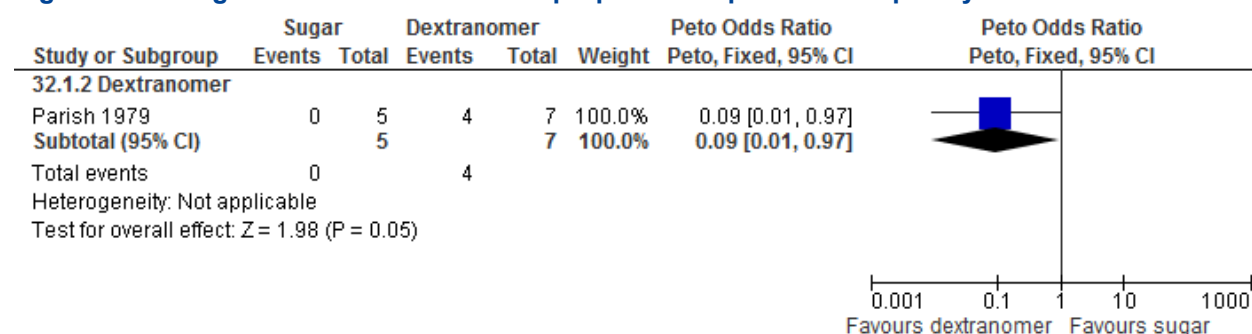 Sugar Dextranomer Peto Odds Ratio Peto Odds Ratio
Study or Subgroup Events Total Events Total Weight Peto, Fixed, 95% CI Peto, Fixed, 95% CI
32.1.2 Dextranomer
Parish 1979 0 5 4 7 100.0% 0.09 [0.01, 0.97]
Subtotal (95% CI) 5 7 100.0% 0.09 [0.01, 0.97]
Total events 0 4
Heterogeneity: Not applicable
Test for overall effect: Z = 1.98 (P = 0.05)
0.001 0.1 1 10 1000
Favours dextranomer Favours sugar